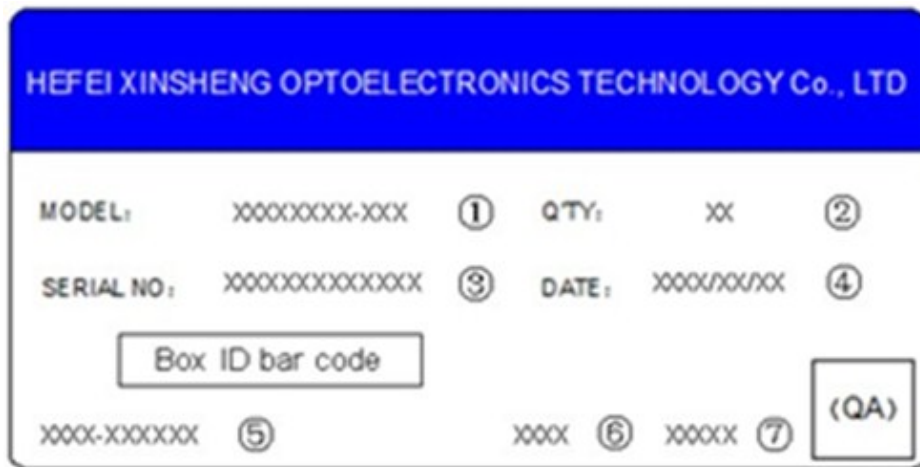 HEFEI XINSHENG OPTOELECTRONICS TECHNOLOGY Co., LTD
MODEL: XXXXXXXX-XXX ① Q'TY: XX ②
SERIAL NO: XXXXXXXXXXXXX ③ DATE: XXXX/XX/XX ④
Box ID bar code
XXXX-XXXXXX ⑤ XXXX ⑥ XXXXX ⑦ (QA)